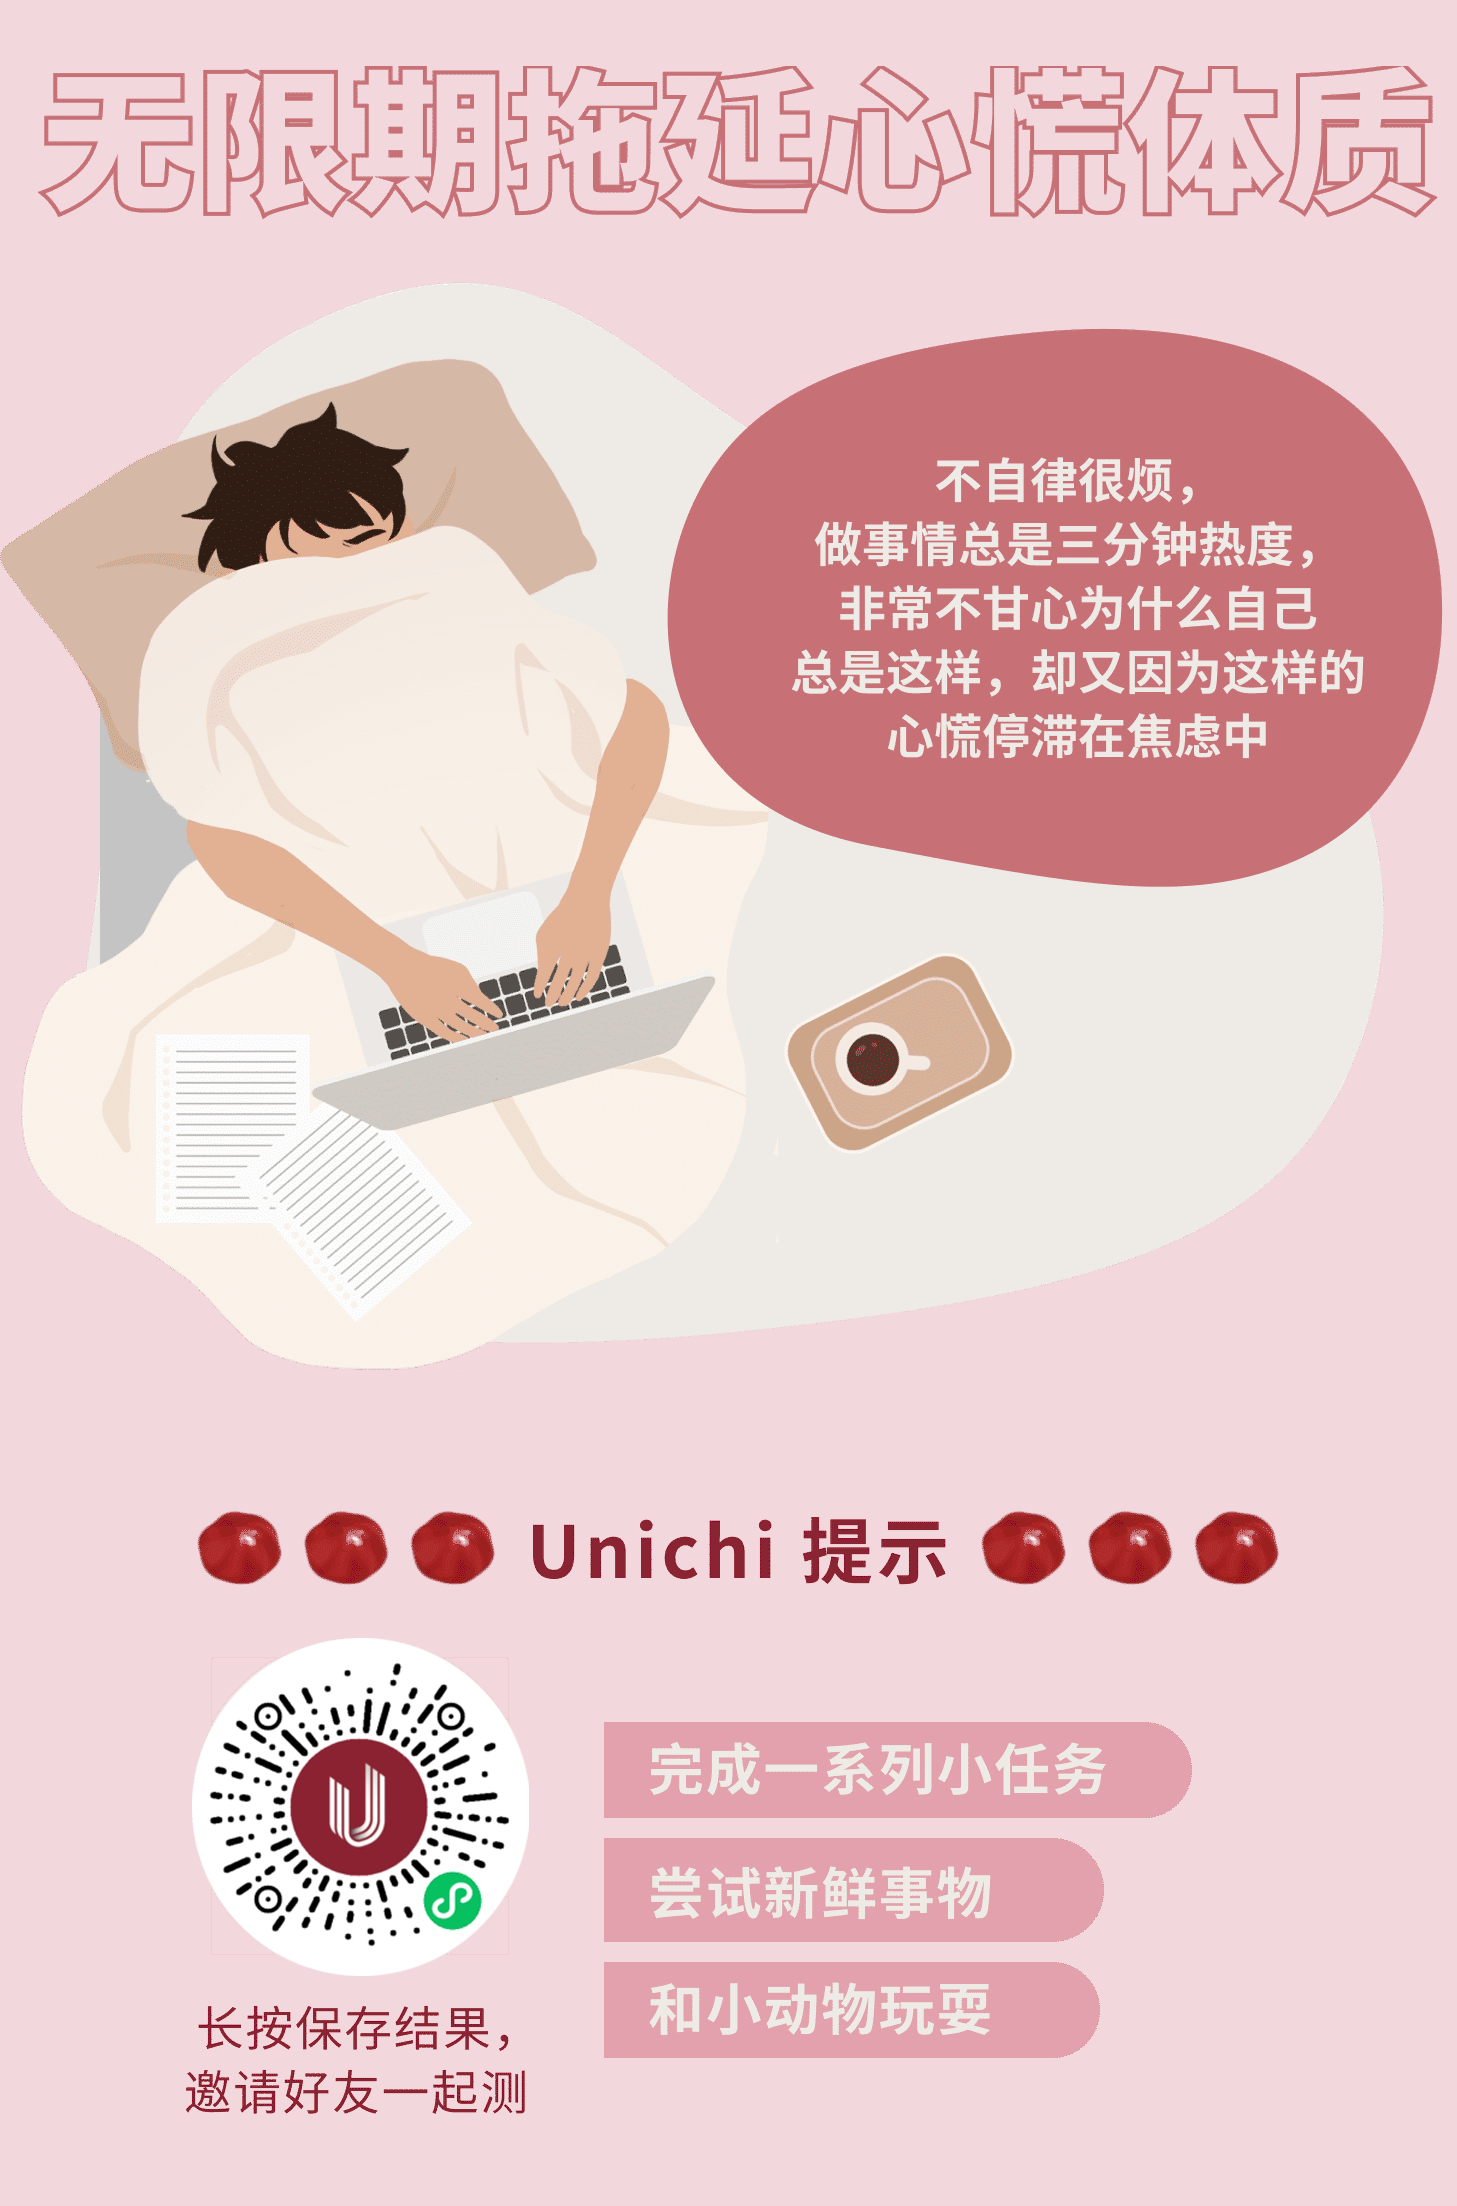 无限期拖延心慌体质
不自律很烦，
做事情总是三分钟热度，
非常不甘心为什么自己
总是这样，却又因为这样的
心慌停滞在焦虑中
Unichi 提示
完成一系列小任务
尝试新鲜事物
和小动物玩耍
长按保存结果，
邀请好友一起测